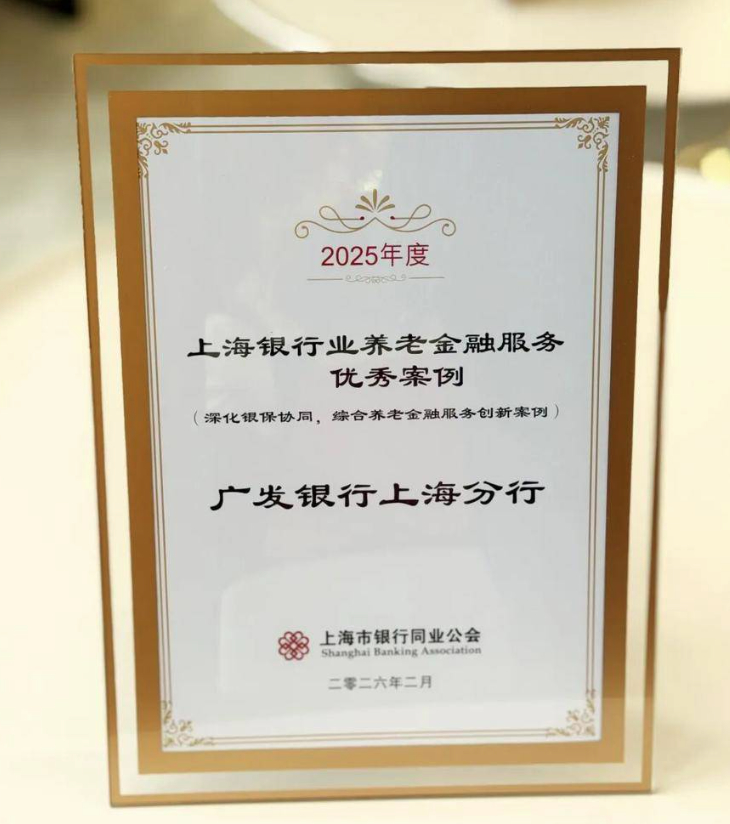 2025年度
上海银行业养老金融服务
优秀案例
（深化银保协同，综合养老金融服务创新案例）
广发银行上海分行
上海市银行同业公会
Shanghai Banking Association
二零二六年二月